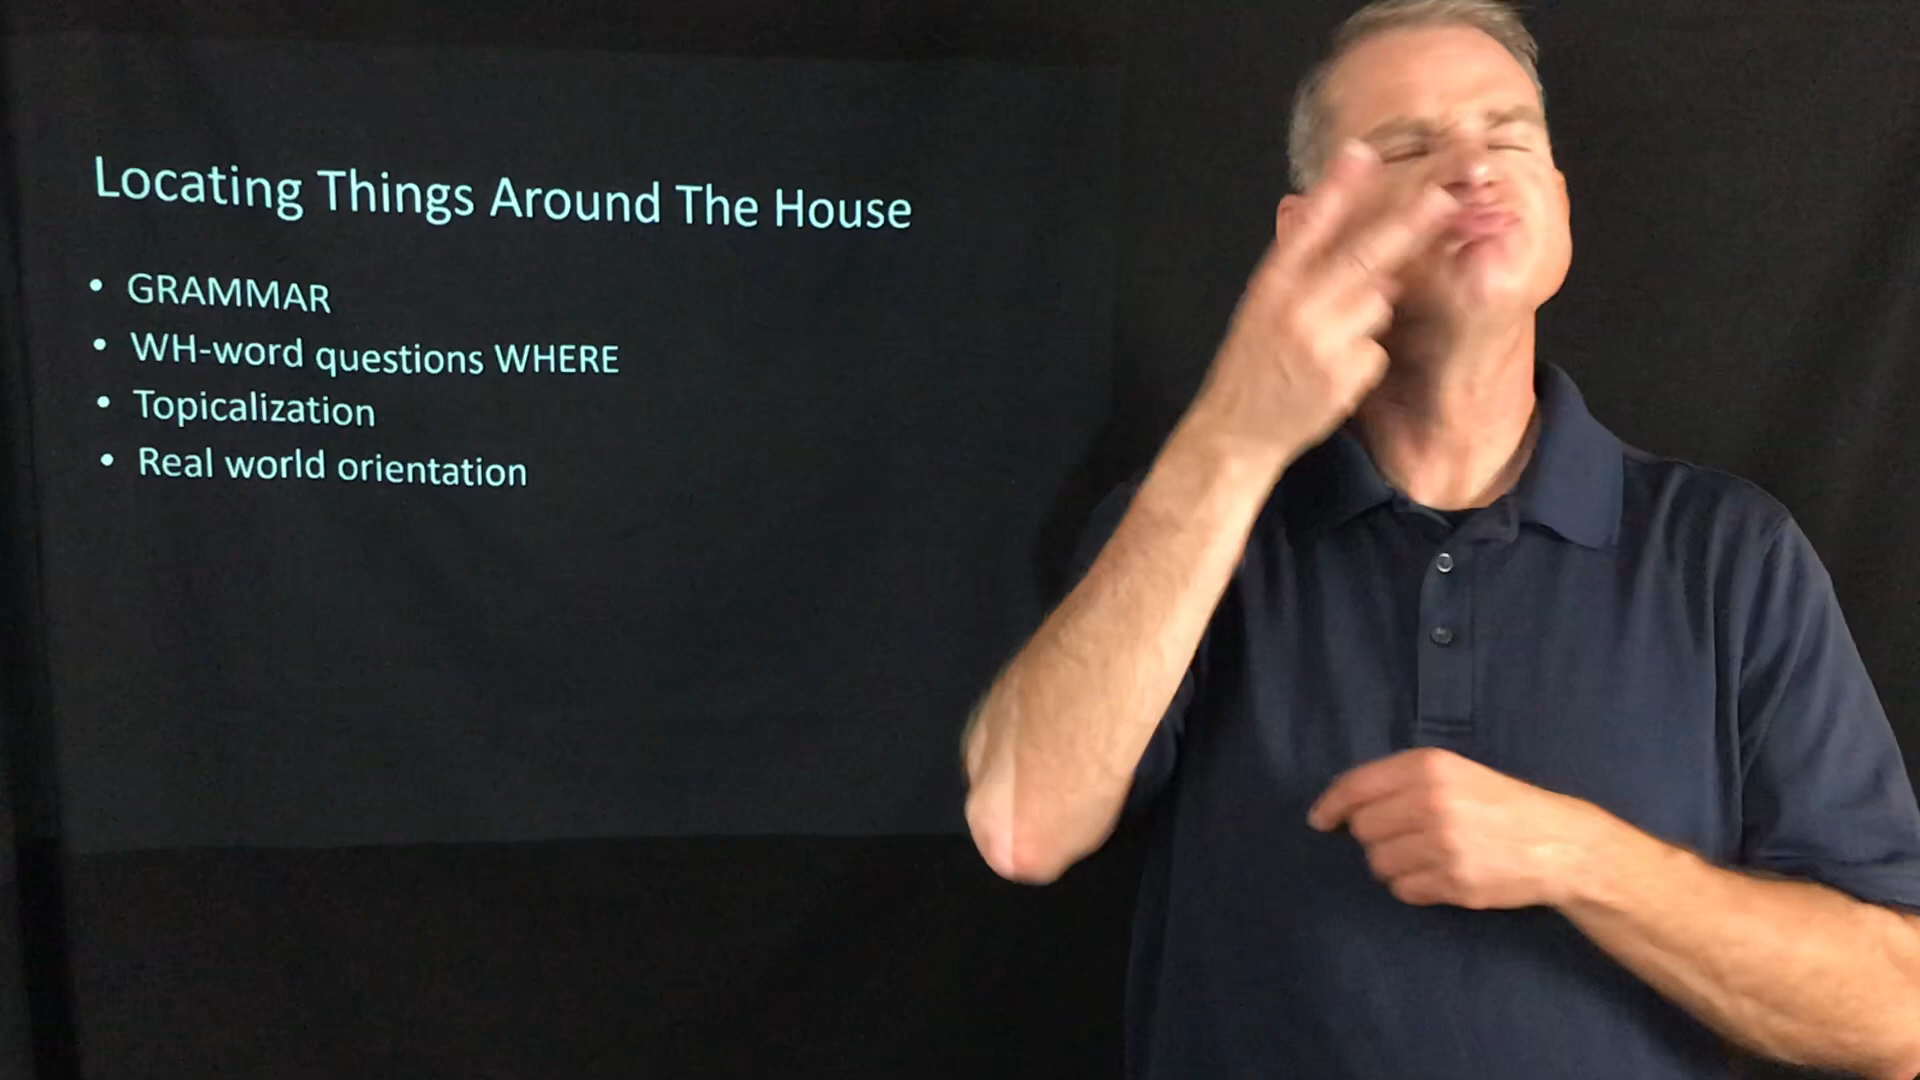 Locating Things Around The House
• GRAMMAR
• WH-word questions WHERE
• Topicalization
• Real world orientation